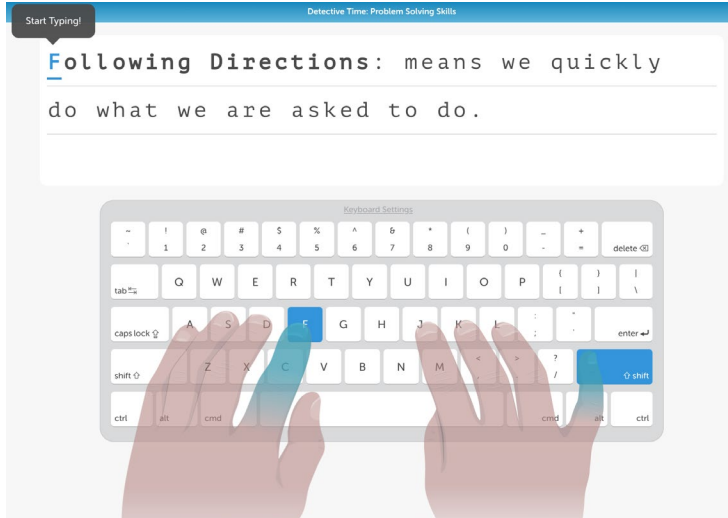 Detective Time: Problem Solving Skills
Start Typing!
Following Directions: means we quickly
do what we are asked to do.
Keyboard Settings
~ ! @ # $ % ^ & * ( ) _ +
` 1 2 3 4 5 6 7 8 9 0 - = delete
tab Q W E R T Y U I O P ( [ ) ] | \
caps lock A S D F G H J K L : ; " ' enter
shift Z X C V B N M < > ? / shift
ctrl alt cmd cmd alt ctrl